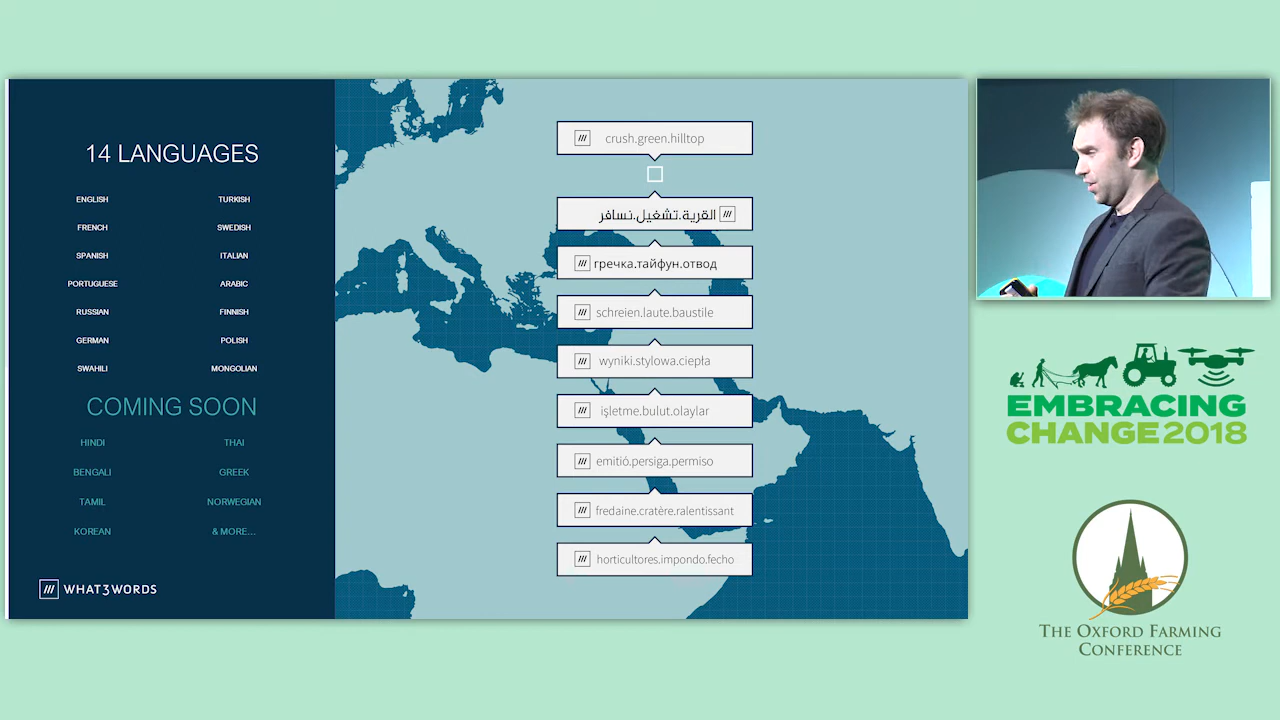 14 LANGUAGES
ENGLISH
TURKISH
FRENCH
SWEDISH
SPANISH
ITALIAN
PORTUGUESE
ARABIC
RUSSIAN
FINNISH
GERMAN
POLISH
SWAHILI
MONGOLIAN
COMING SOON
HINDI
THAI
BENGALI
GREEK
TAMIL
NORWEGIAN
KOREAN
& MORE...
WHAT3WORDS
crush.green.hilltop
القرية.تشغيل.نسافر
гречка.тайфун.отвод
schreien.laute.baustile
wyniki.stylowa.ciepła
işletme.bulut.olaylar
emitió.persiga.permiso
fredaine.cratère.ralentissant
horticultores.impondo.fecho
EMBRACING
CHANGE2018
THE OXFORD FARMING
CONFERENCE